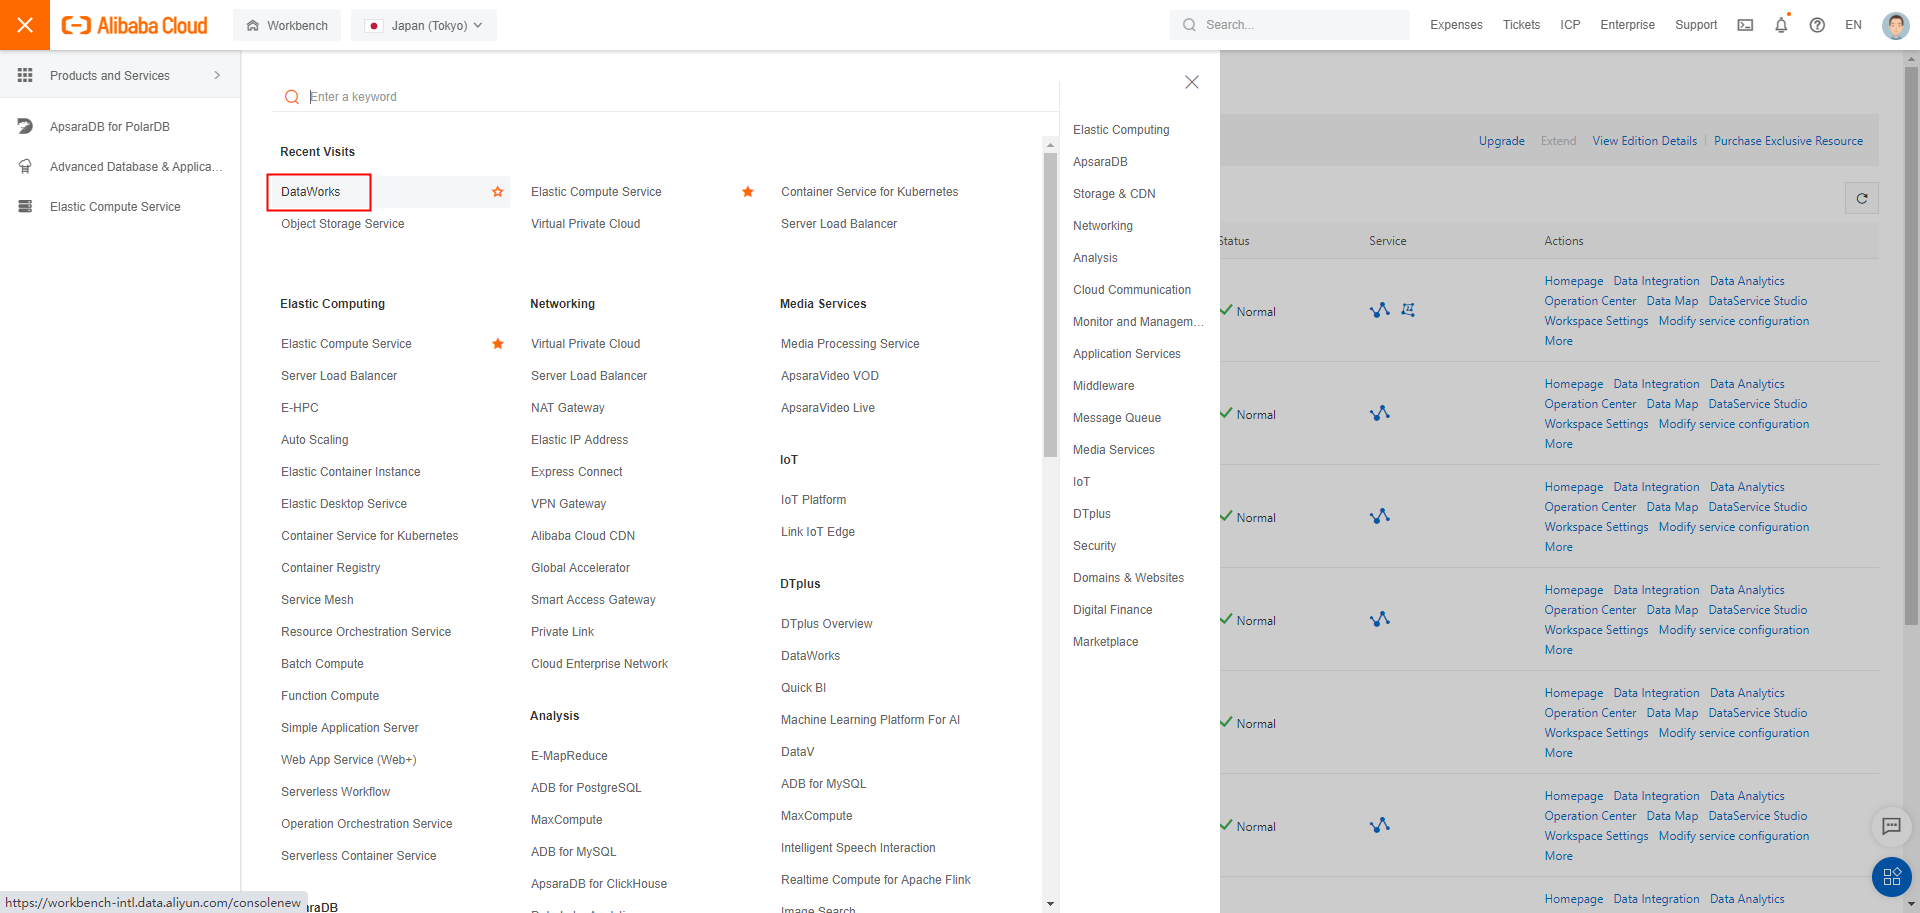 Alibaba Cloud
Workbench
Japan (Tokyo)
Search...
Expenses
Tickets
ICP
Enterprise
Support
EN
Products and Services
ApsaraDB for PolarDB
Advanced Database & Applica...
Elastic Compute Service
Enter a keyword
Recent Visits
DataWorks
Elastic Compute Service
Container Service for Kubernetes
Object Storage Service
Virtual Private Cloud
Server Load Balancer
Elastic Computing
Elastic Compute Service
Server Load Balancer
E-HPC
Auto Scaling
Elastic Container Instance
Elastic Desktop Serivce
Container Service for Kubernetes
Container Registry
Service Mesh
Resource Orchestration Service
Batch Compute
Function Compute
Simple Application Server
Web App Service (Web+)
Serverless Workflow
Operation Orchestration Service
Serverless Container Service
Networking
Virtual Private Cloud
Server Load Balancer
NAT Gateway
Elastic IP Address
Express Connect
VPN Gateway
Alibaba Cloud CDN
Global Accelerator
Smart Access Gateway
Private Link
Cloud Enterprise Network
Analysis
E-MapReduce
ADB for PostgreSQL
MaxCompute
ADB for MySQL
ApsaraDB for ClickHouse
Media Services
Media Processing Service
ApsaraVideo VOD
ApsaraVideo Live
IoT
IoT Platform
Link IoT Edge
DTplus
DTplus Overview
DataWorks
Quick BI
Machine Learning Platform For AI
DataV
ADB for MySQL
MaxCompute
Intelligent Speech Interaction
Realtime Compute for Apache Flink
Image Search
Elastic Computing
ApsaraDB
Storage & CDN
Networking
Analysis
Cloud Communication
Monitor and Managem...
Application Services
Middleware
Message Queue
Media Services
IoT
DTplus
Security
Domains & Websites
Digital Finance
Marketplace
Upgrade
Extend
View Edition Details
Purchase Exclusive Resource
Status
Service
Actions
Normal
Homepage Data Integration Data Analytics
Operation Center Data Map DataService Studio
Workspace Settings Modify service configuration
More
Normal
Homepage Data Integration Data Analytics
Operation Center Data Map DataService Studio
Workspace Settings Modify service configuration
More
Normal
Homepage Data Integration Data Analytics
Operation Center Data Map DataService Studio
Workspace Settings Modify service configuration
More
Normal
Homepage Data Integration Data Analytics
Operation Center Data Map DataService Studio
Workspace Settings Modify service configuration
More
Normal
Homepage Data Integration Data Analytics
Operation Center Data Map DataService Studio
Workspace Settings Modify service configuration
More
Normal
Homepage Data Integration Data Analytics
Operation Center Data Map DataService Studio
Workspace Settings Modify service configuration
More
Homepage Data Integration Data Analytics
https://workbench-intl.data.aliyun.com/consolenew
araDB